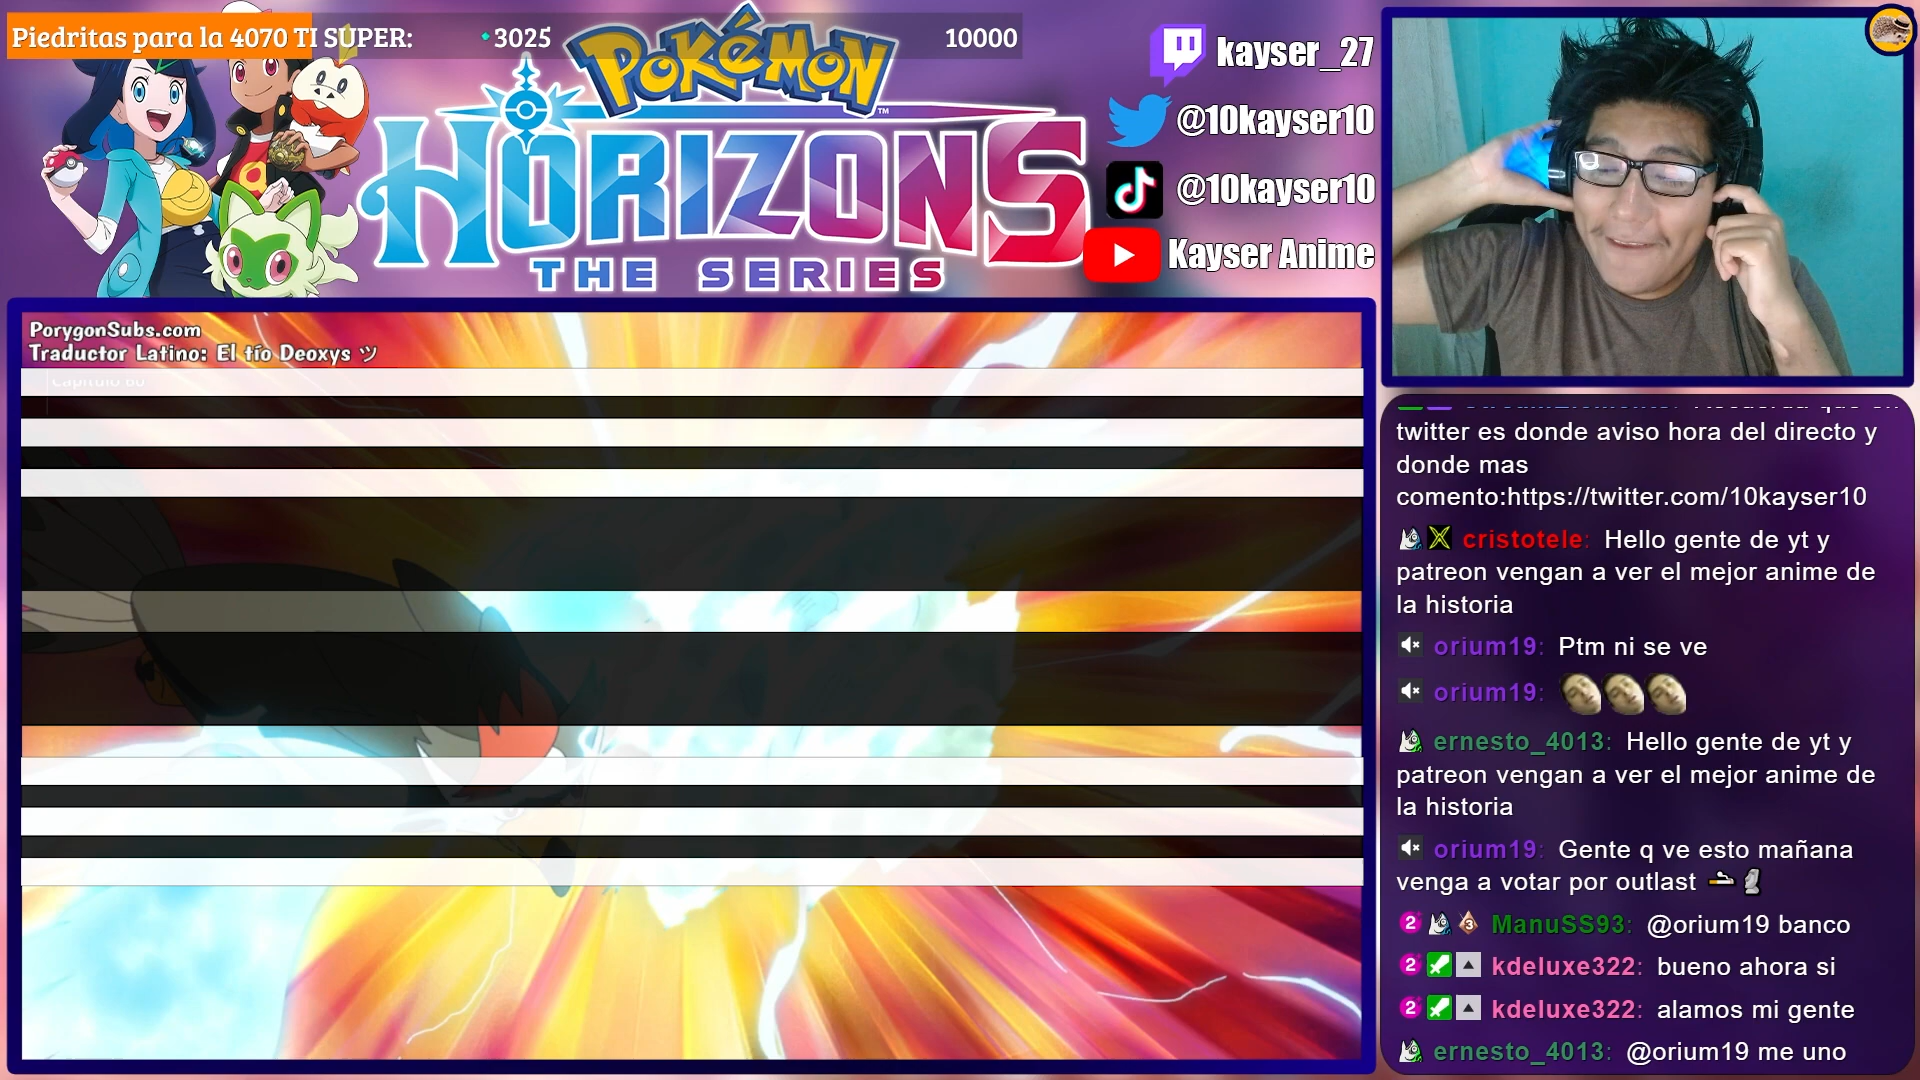 Piedritas para la 4070 TI SUPER:
3025
10000
POKéMON
TM
HORIZONS
THE SERIES
kayser_27
@10kayser10
@10kayser10
Kayser Anime
PorygonSubs.com
Traductor Latino: El tío Deoxys ツ
twitter es donde aviso hora del directo y
donde mas
comento:https://twitter.com/10kayser10
cristotele: Hello gente de yt y
patreon vengan a ver el mejor anime de
la historia
orium19: Ptm ni se ve
orium19:
ernesto_4013: Hello gente de yt y
patreon vengan a ver el mejor anime de
la historia
orium19: Gente q ve esto mañana
venga a votar por outlast
2 3 ManuSS93: @orium19 banco
2 kdeluxe322: bueno ahora si
2 kdeluxe322: alamos mi gente
ernesto_4013: @orium19 me uno